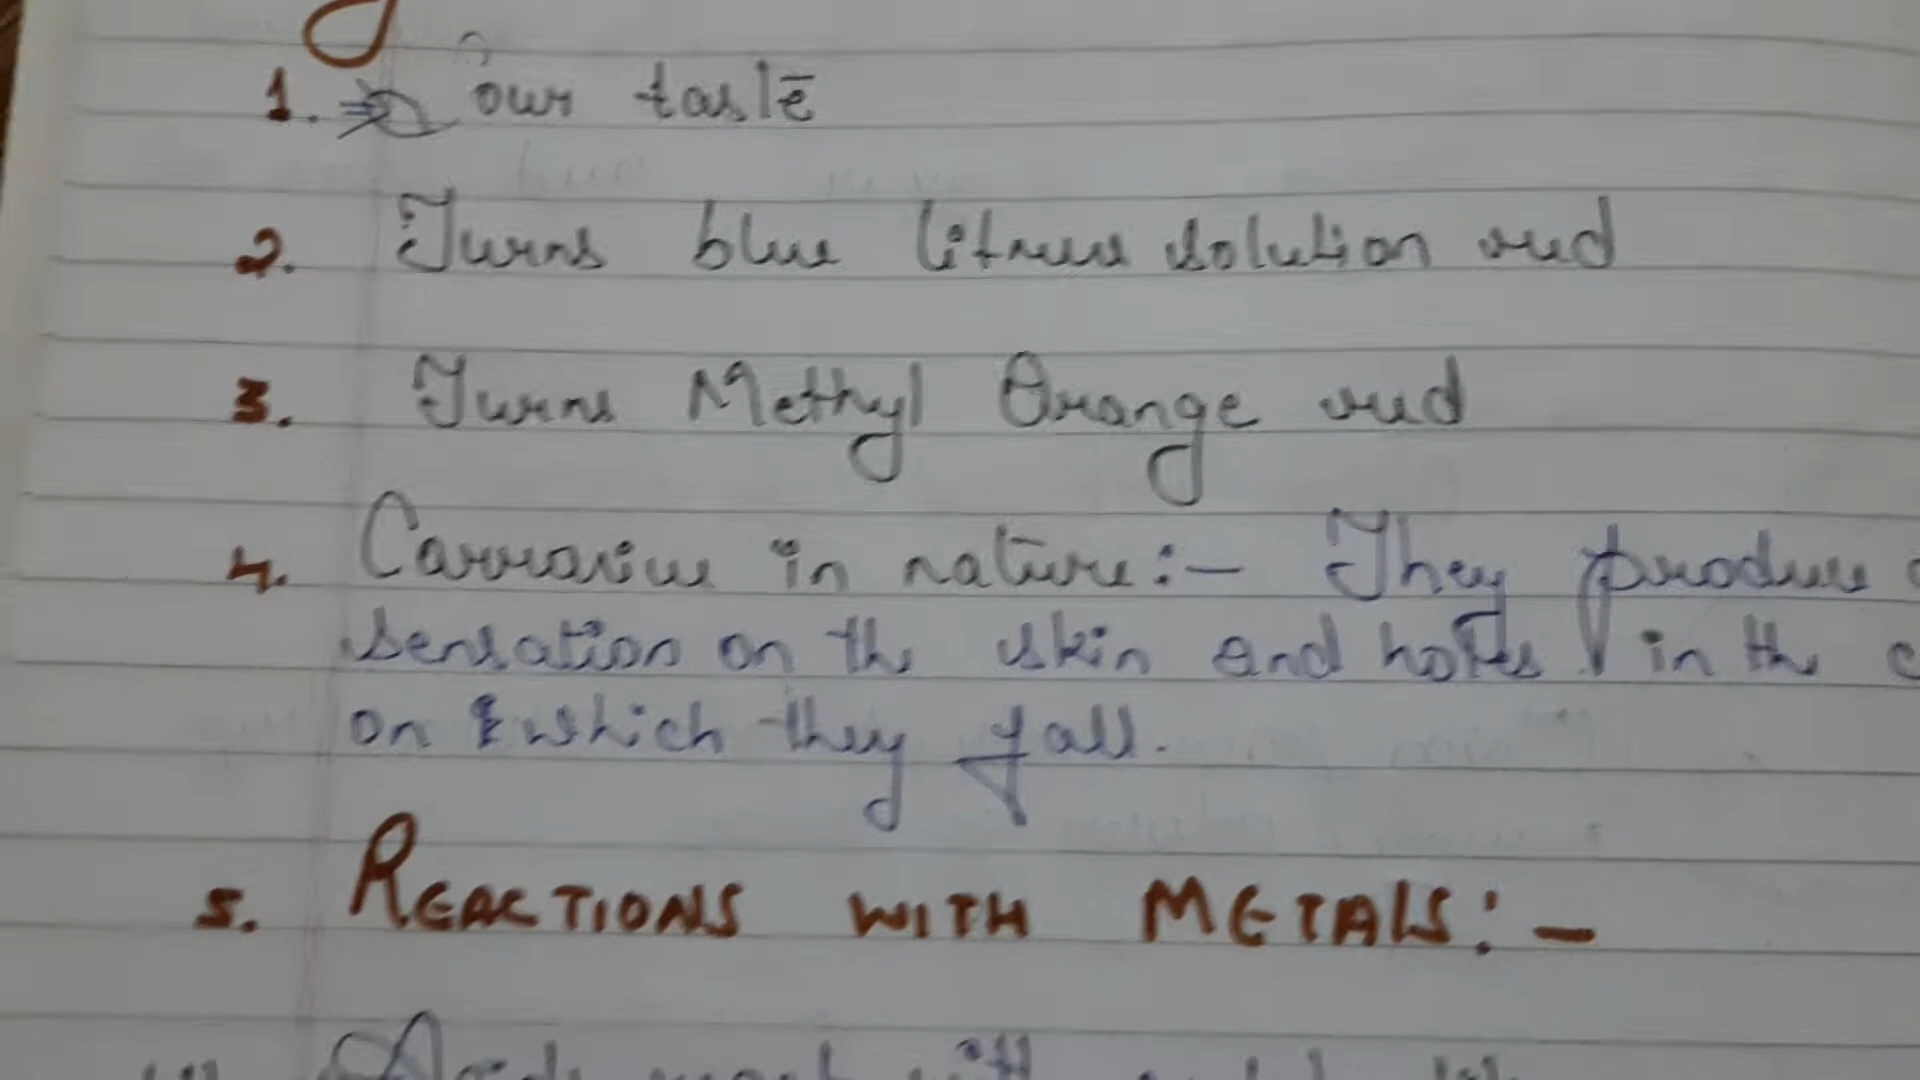 1. Sour taste
2. Turns blue litmus solution red
3. Turns Methyl Orange red
4. Corrosive in nature:- They produce
sensation on the skin and holes in the
on which they fall.
5. REACTIONS WITH METALS:-